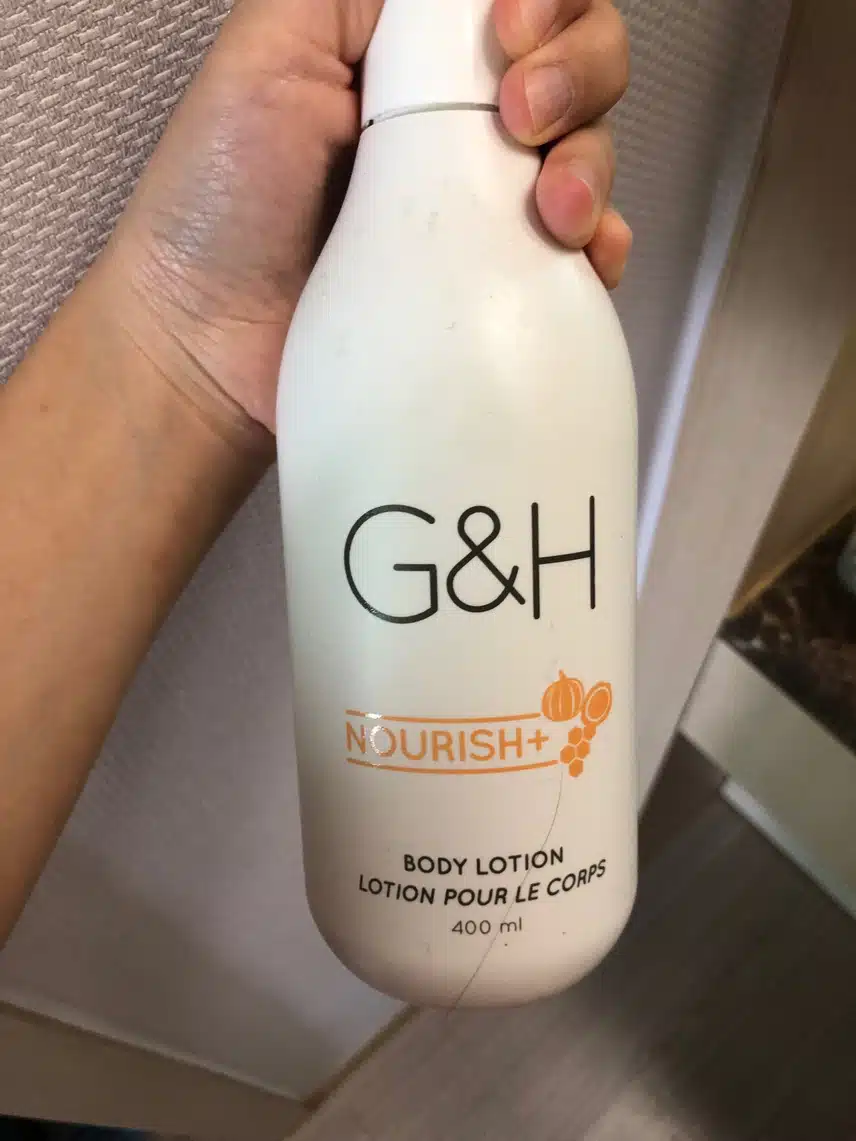 G&H
NOURISH+
BODY LOTION
LOTION POUR LE CORPS
400 ml